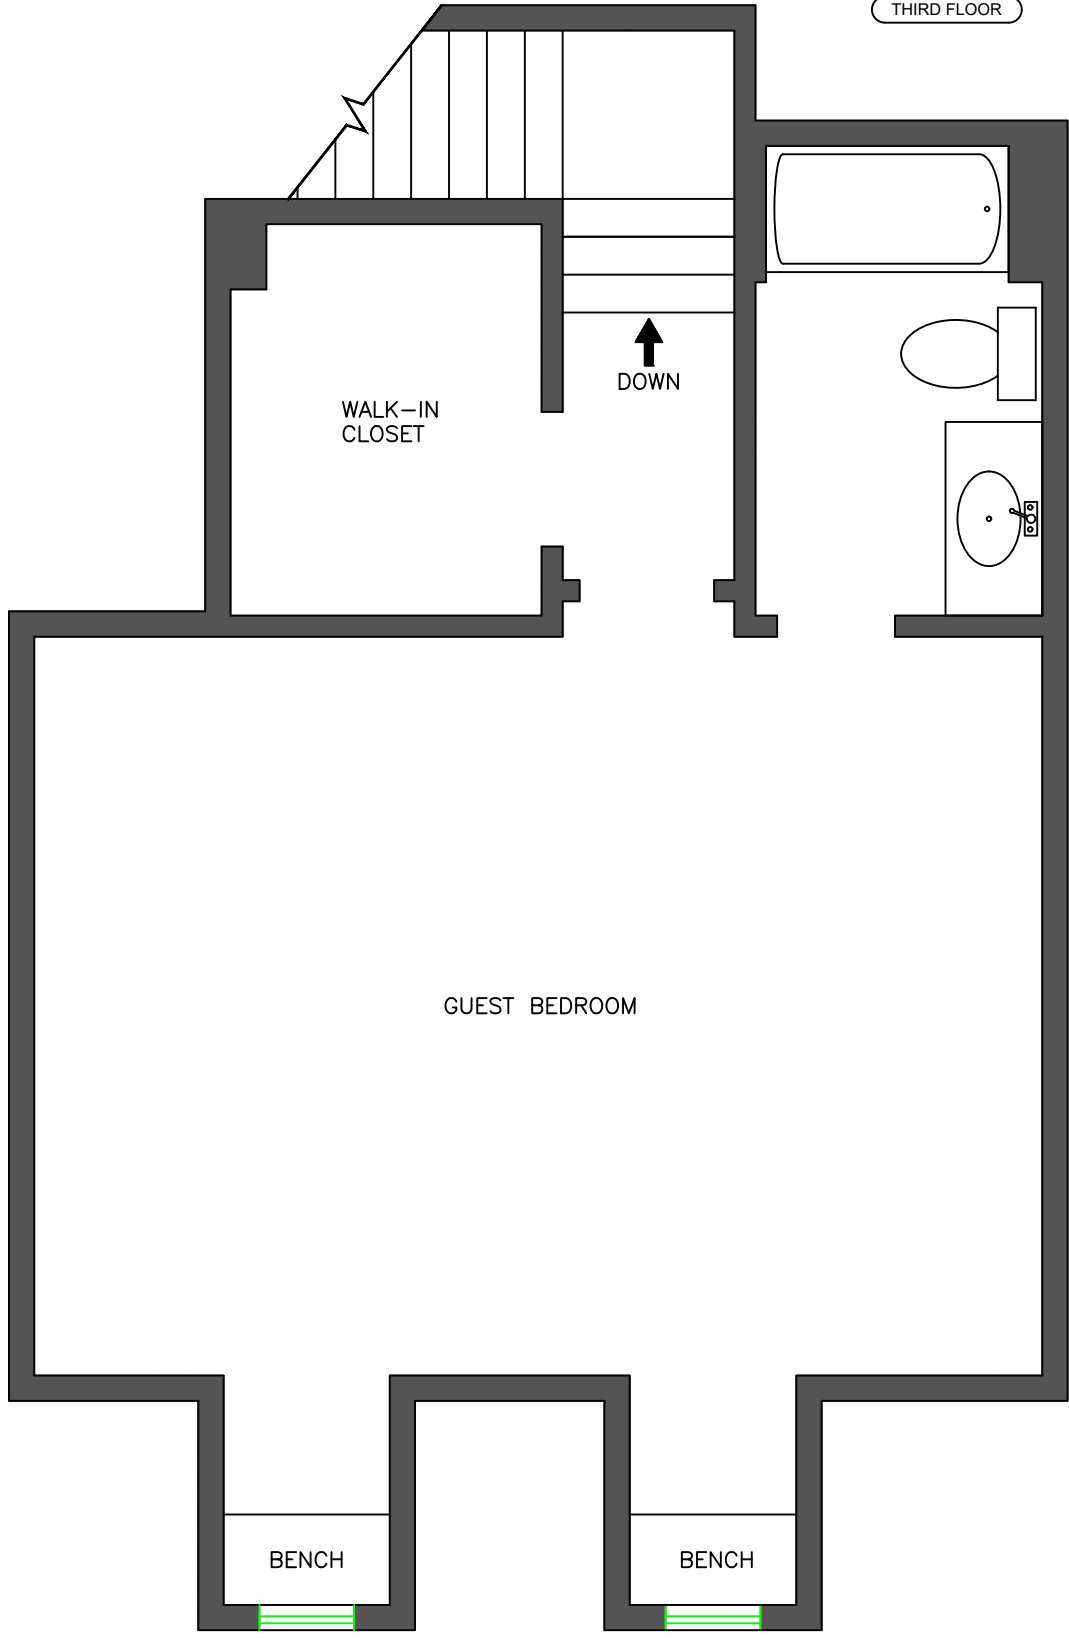 THIRD FLOOR
DOWN
WALK-IN
CLOSET
GUEST BEDROOM
BENCH
BENCH